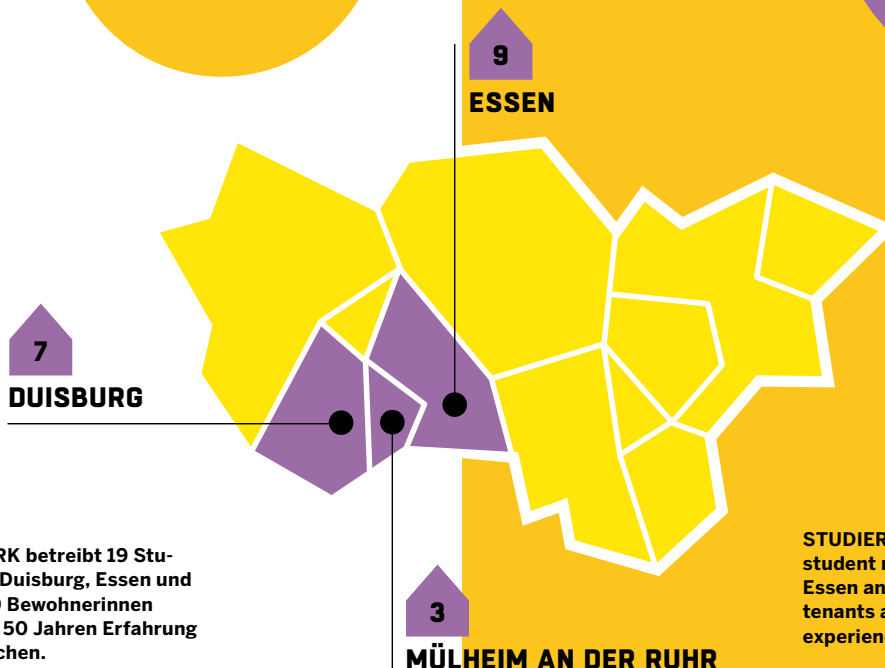 9
ESSEN
7
DUISBURG
RK betreibt 19 Stu-
Duisburg, Essen und
Bewohnerinnen
50 Jahren Erfahrung
chen.
3
MÜLHEIM AN DER RUHR
STUDIER
student
Essen an
tenants a
experien